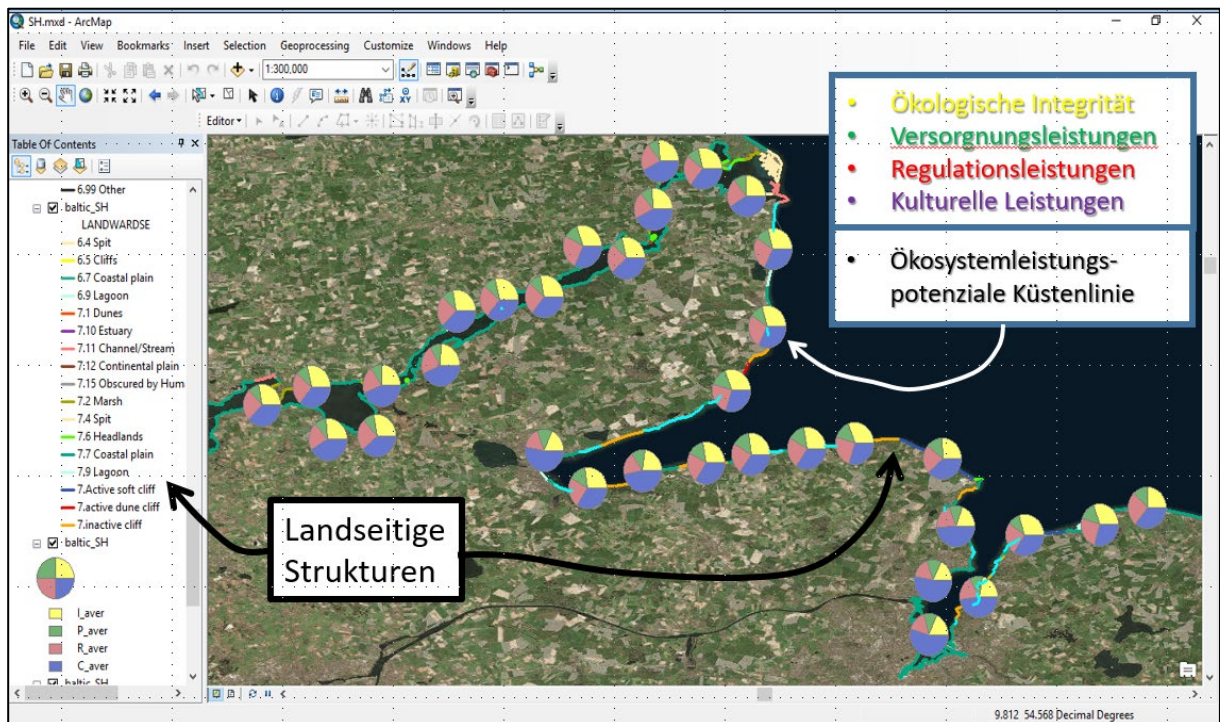 SH.mxd - ArcMap
File Edit View Bookmarks Insert Selection Geoprocessing Customize Windows Help
1:300,000
Editor
Table Of Contents
6.99 Other
baltic_SH
LANDWARDSE
6.4 Spit
6.5 Cliffs
6.7 Coastal plain
6.9 Lagoon
7.1 Dunes
7.10 Estuary
7.11 Channel/Stream
7:12 Continental plain
7.15 Obscured by Hum
7.2 Marsh
7.4 Spit
7.6 Headlands
7.7 Coastal plain
7.9 Lagoon
7.Active soft cliff
7.active dune cliff
7.inactive cliff
baltic_SH
I_aver
P_aver
R_aver
C_aver
baltic_SH
• Ökologische Integrität
• Versorgnungsleistungen
• Regulationsleistungen
• Kulturelle Leistungen
• Ökosystemleistungs-
potenziale Küstenlinie
Landseitige
Strukturen
9.812 54.568 Decimal Degrees